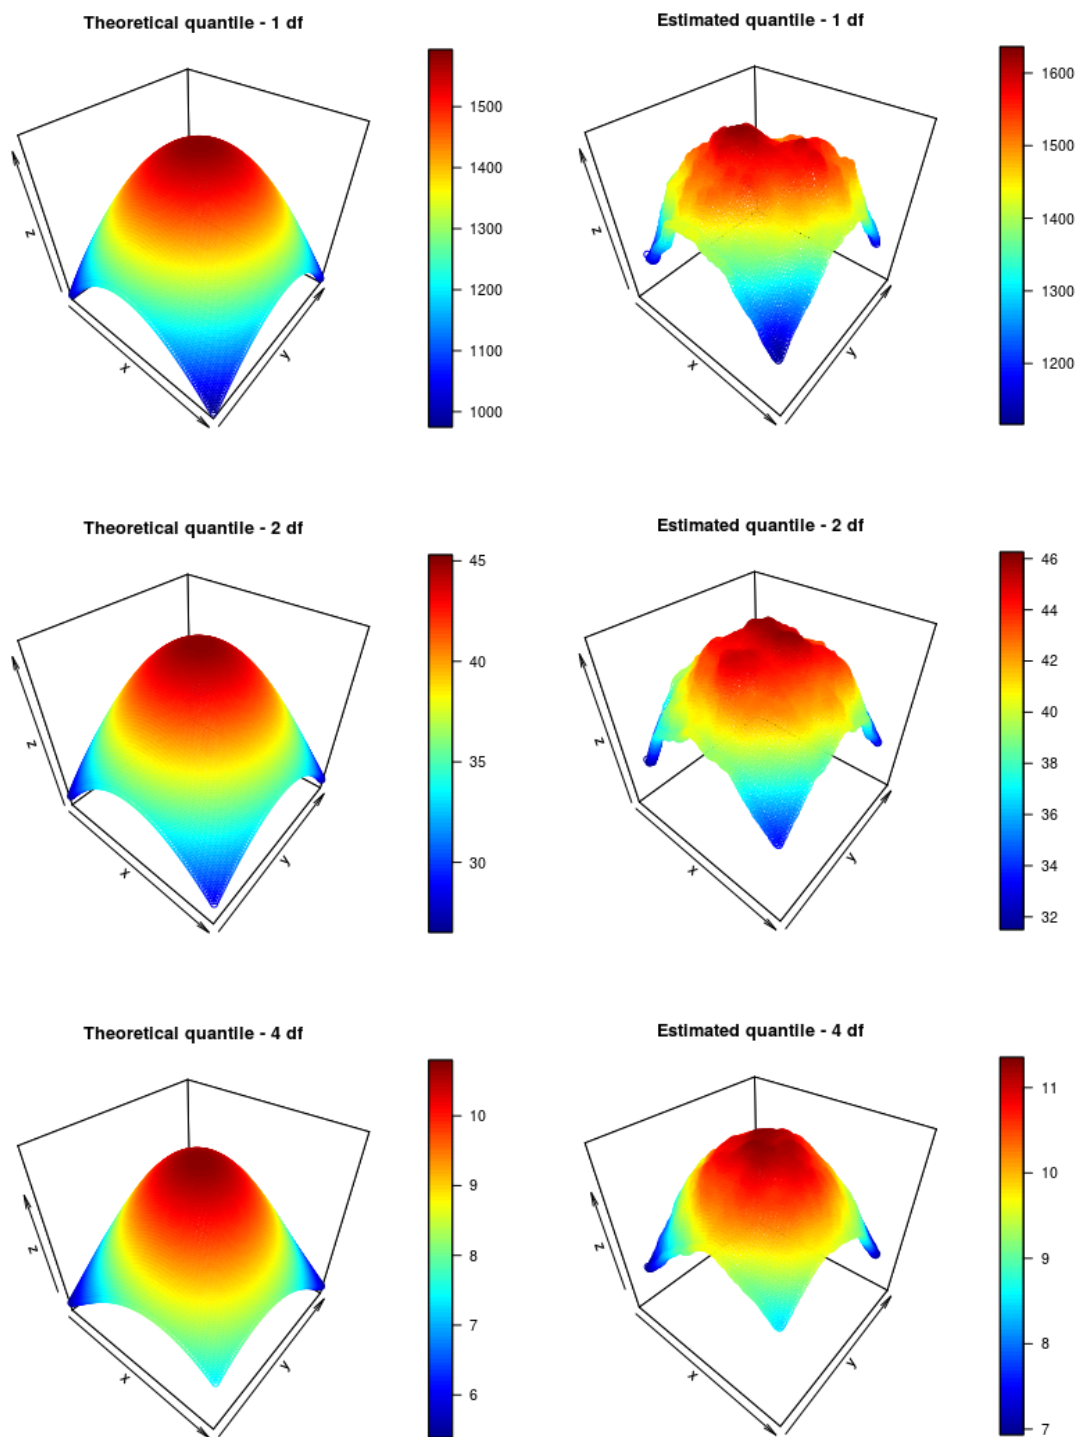 Theoretical quantile - 1 df
z
x
y
1500
1400
1300
1200
1100
1000
Estimated quantile - 1 df
z
x
y
1600
1500
1400
1300
1200
Theoretical quantile - 2 df
z
x
y
45
40
35
30
Estimated quantile - 2 df
z
x
y
46
44
42
40
38
36
34
32
Theoretical quantile - 4 df
z
x
y
10
9
8
7
6
Estimated quantile - 4 df
z
x
y
11
10
9
8
7